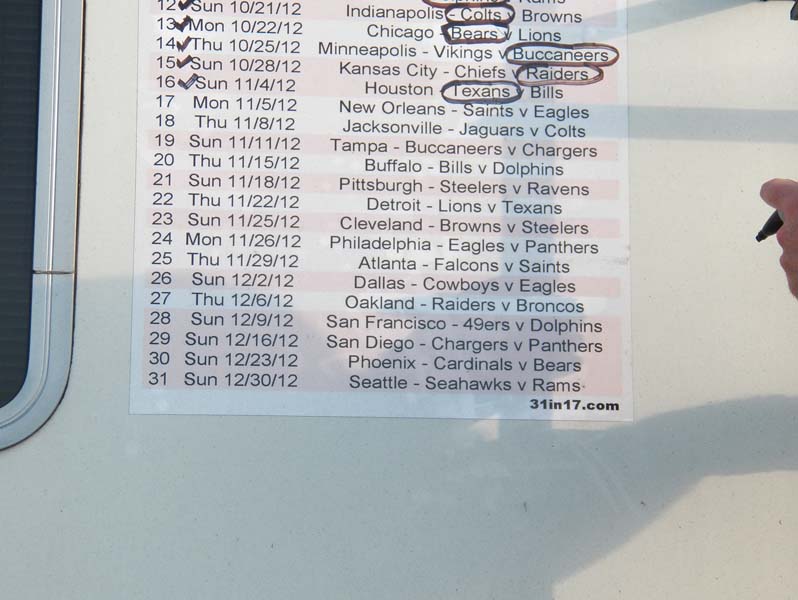 12 Sun 10/21/12 Indianapolis - Colts v Browns
13 Mon 10/22/12 Chicago - Bears v Lions
14 Thu 10/25/12 Minneapolis - Vikings v Buccaneers
15 Sun 10/28/12 Kansas City - Chiefs v Raiders
16 Sun 11/4/12 Houston - Texans v Bills
17 Mon 11/5/12 New Orleans - Saints v Eagles
18 Thu 11/8/12 Jacksonville - Jaguars v Colts
19 Sun 11/11/12 Tampa - Buccaneers v Chargers
20 Thu 11/15/12 Buffalo - Bills v Dolphins
21 Sun 11/18/12 Pittsburgh - Steelers v Ravens
22 Thu 11/22/12 Detroit - Lions v Texans
23 Sun 11/25/12 Cleveland - Browns v Steelers
24 Mon 11/26/12 Philadelphia - Eagles v Panthers
25 Thu 11/29/12 Atlanta - Falcons v Saints
26 Sun 12/2/12 Dallas - Cowboys v Eagles
27 Thu 12/6/12 Oakland - Raiders v Broncos
28 Sun 12/9/12 San Francisco - 49ers v Dolphins
29 Sun 12/16/12 San Diego - Chargers v Panthers
30 Sun 12/23/12 Phoenix - Cardinals v Bears
31 Sun 12/30/12 Seattle - Seahawks v Rams
31in17.com